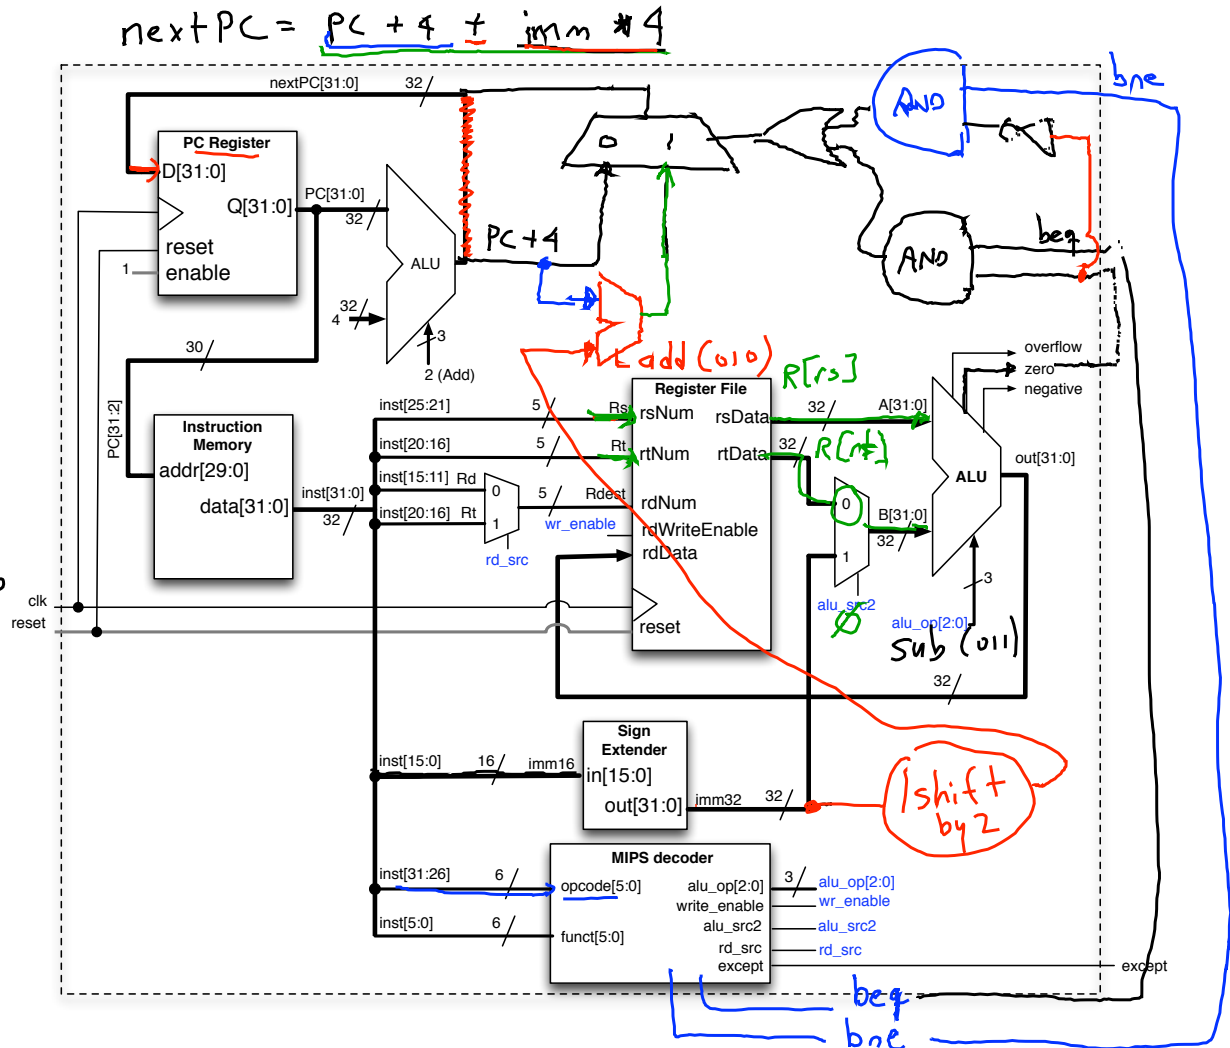 nextPC = PC + 4 + imm * 4
bne
nextPC[31:0] 32
AND
PC Register
D[31:0]
0 1
Q[31:0] PC[31:0] 32
reset
enable
1
ALU
PC+4
beq
AND
4 32
3
2 (Add)
add (010)
30
PC[31:2]
overflow
zero
negative
R[rs]
Register File
inst[25:21] 5 Rs rsNum rsData 32 A[31:0]
Instruction
Memory
inst[20:16] 5 Rt rtNum rtData 32 R[rt]
addr[29:0]
inst[15:11] Rd 0
out[31:0]
ALU
data[31:0] inst[31:0] 32
5 Rdest rdNum
0
inst[20:16] Rt 1
wr_enable rdWriteEnable
B[31:0] 32
rd_src
rdData
1
3
clk
alu_src2
0
reset
reset
alu_op[2:0]
sub (011)
32
Sign
Extender
inst[15:0] 16 imm16 in[15:0]
out[31:0] imm32 32
lshift
by 2
MIPS decoder
inst[31:26] 6 opcode[5:0] alu_op[2:0] 3 alu_op[2:0]
write_enable wr_enable
inst[5:0] 6 funct[5:0] alu_src2 alu_src2
rd_src rd_src
except except
beq
bne